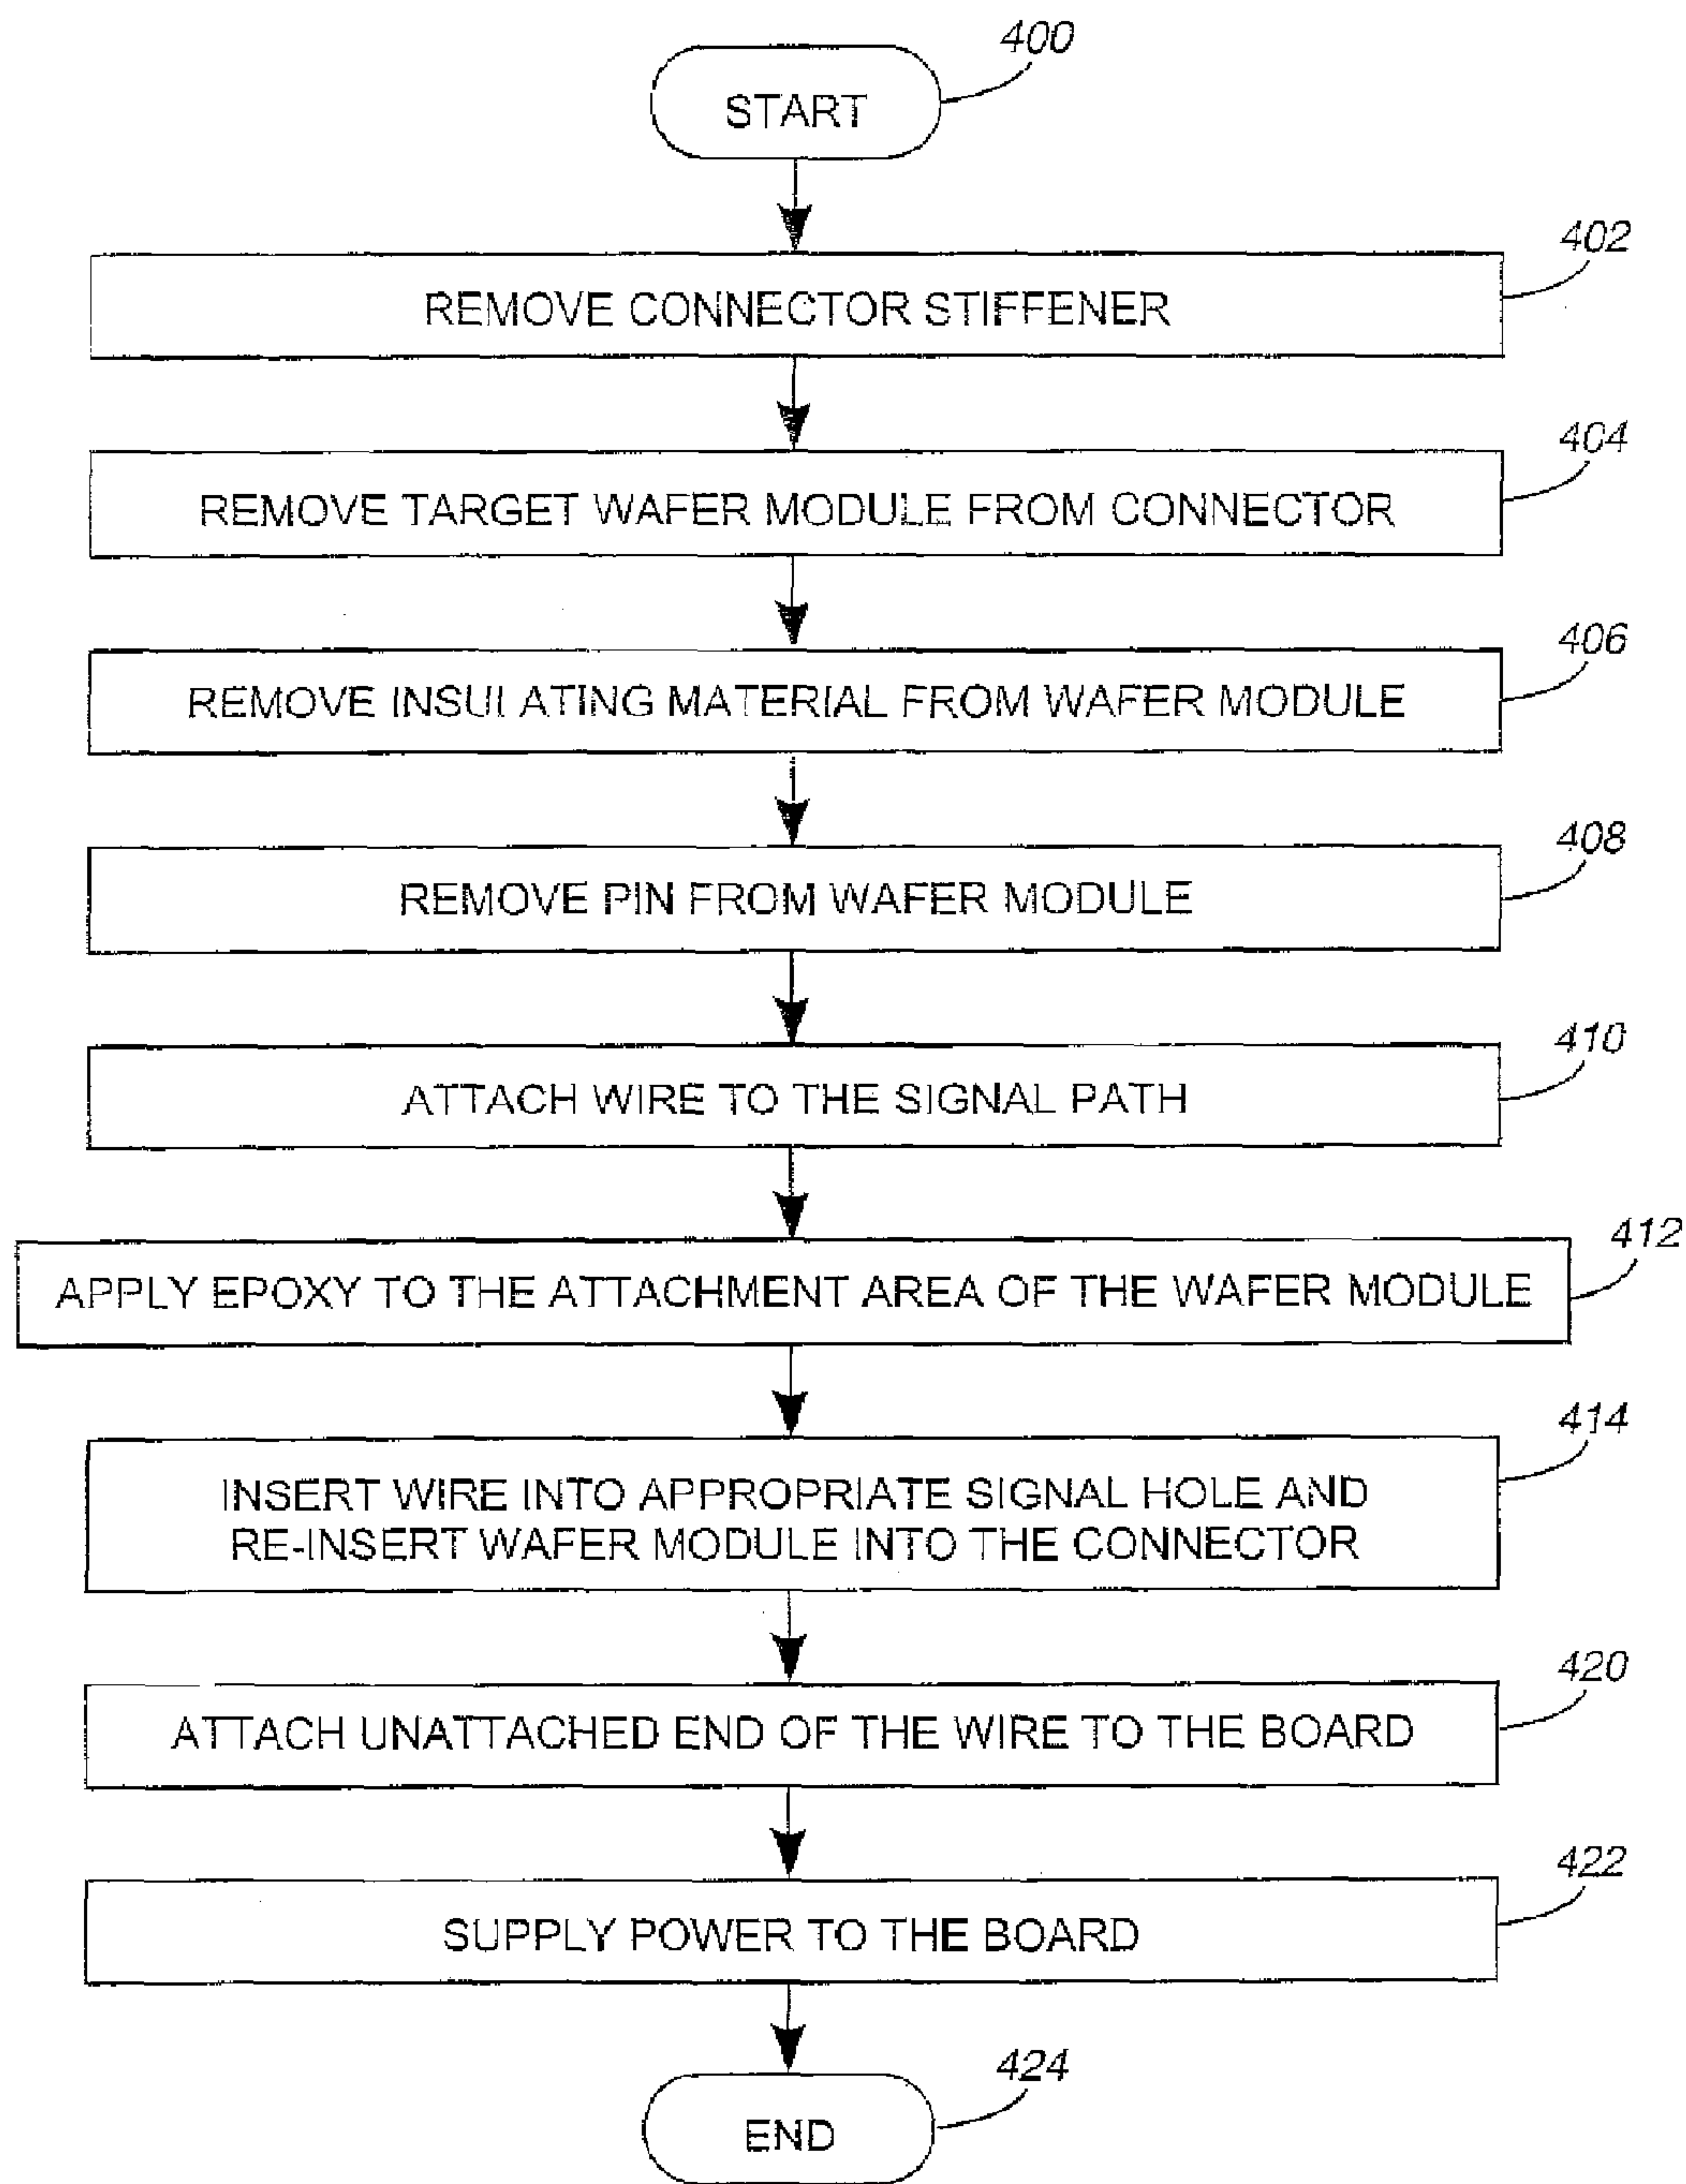 400
START
402
REMOVE CONNECTOR STIFFENER
404
REMOVE TARGET WAFER MODULE FROM CONNECTOR
406
REMOVE INSULATING MATERIAL FROM WAFER MODULE
408
REMOVE PIN FROM WAFER MODULE
410
ATTACH WIRE TO THE SIGNAL PATH
412
APPLY EPOXY TO THE ATTACHMENT AREA OF THE WAFER MODULE
414
INSERT WIRE INTO APPROPRIATE SIGNAL HOLE AND
RE-INSERT WAFER MODULE INTO THE CONNECTOR
420
ATTACH UNATTACHED END OF THE WIRE TO THE BOARD
422
SUPPLY POWER TO THE BOARD
424
END